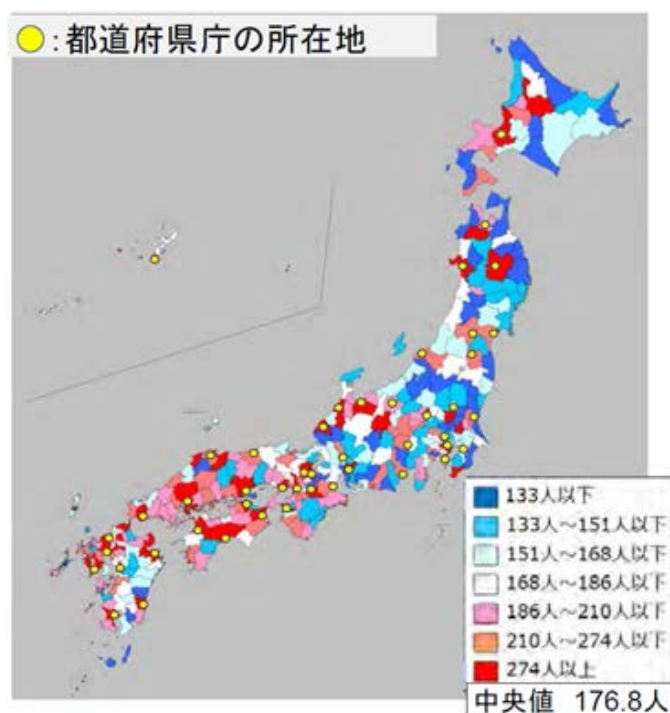 ：都道府県庁の所在地
133人以下
133人～151人以下
151人～168人以下
168人～186人以下
186人～210人以下
210人～274人以下
274人以上
中央値 176.8人